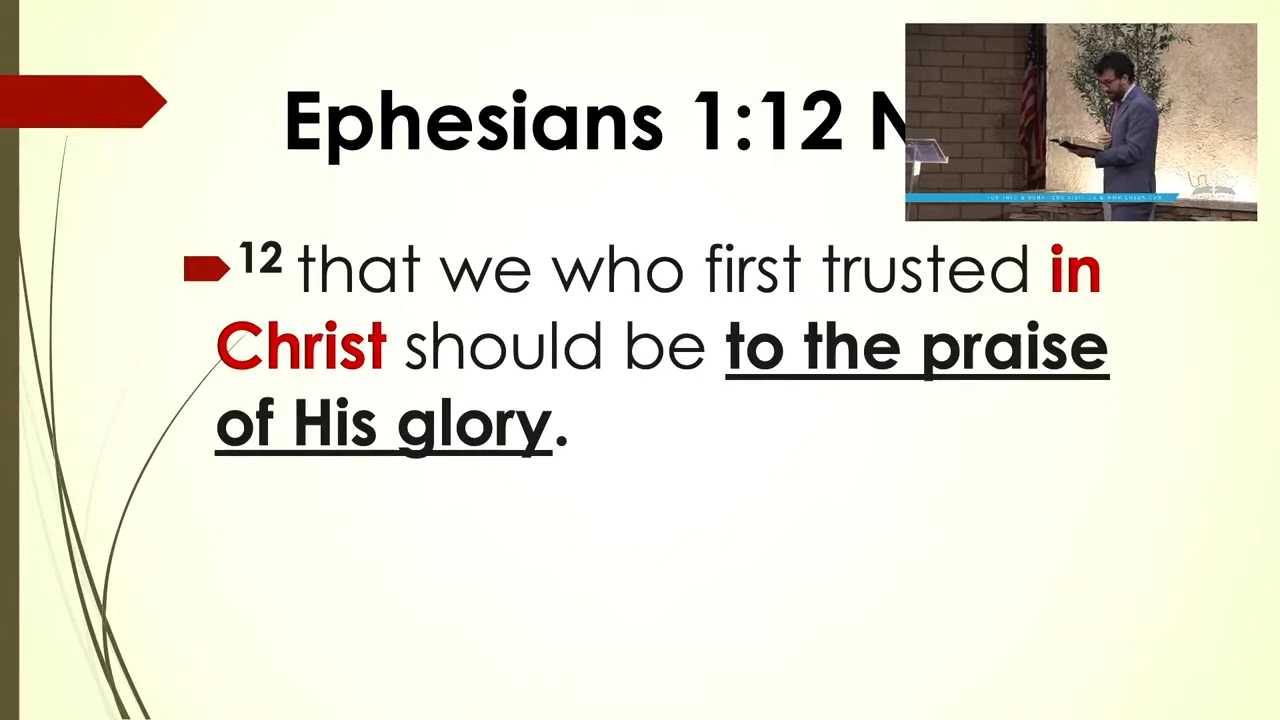 Ephesians 1:12 N
12 that we who first trusted in
Christ should be to the praise
of His glory.